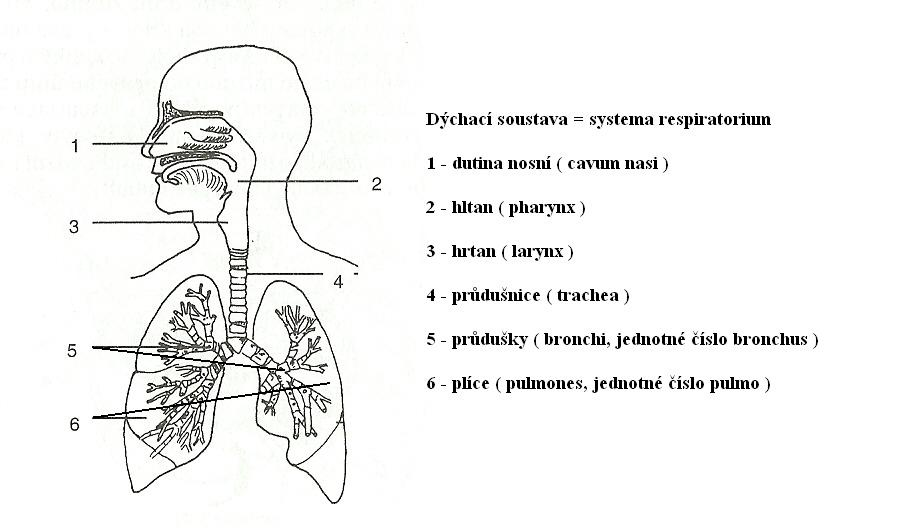 Dýchací soustava = systema respiratorium
1 - dutina nosní ( cavum nasi )
2 - hltan ( pharynx )
3 - hrtan ( larynx )
4 - průdušnice ( trachea )
5 - průdušky ( bronchi, jednotné číslo bronchus )
6 - plíce ( pulmones, jednotné číslo pulmo )
1
2
3
4
5
6